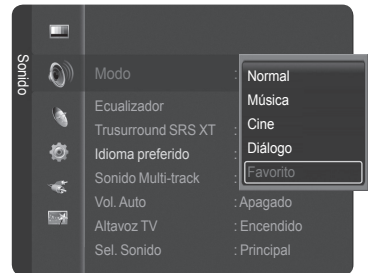 Sonido
Modo :
Normal
Música
Cine
Diálogo
Favorito
Ecualizador
Trusurround SRS XT :
Idioma preferido :
Sonido Multi-track :
Vol. Auto : Apagado
Altavoz TV : Encendido
Sel. Sonido : Principal